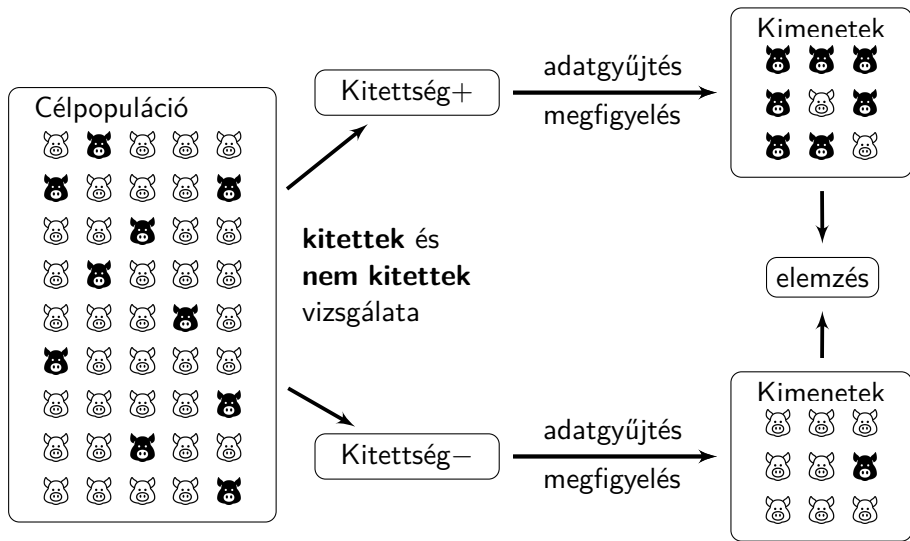 Célpopuláció
Kitettség+
adatgyűjtés
megfigyelés
Kimenetek
kitettek és
nem kitettek
vizsgálata
elemzés
Kitettség−
adatgyűjtés
megfigyelés
Kimenetek